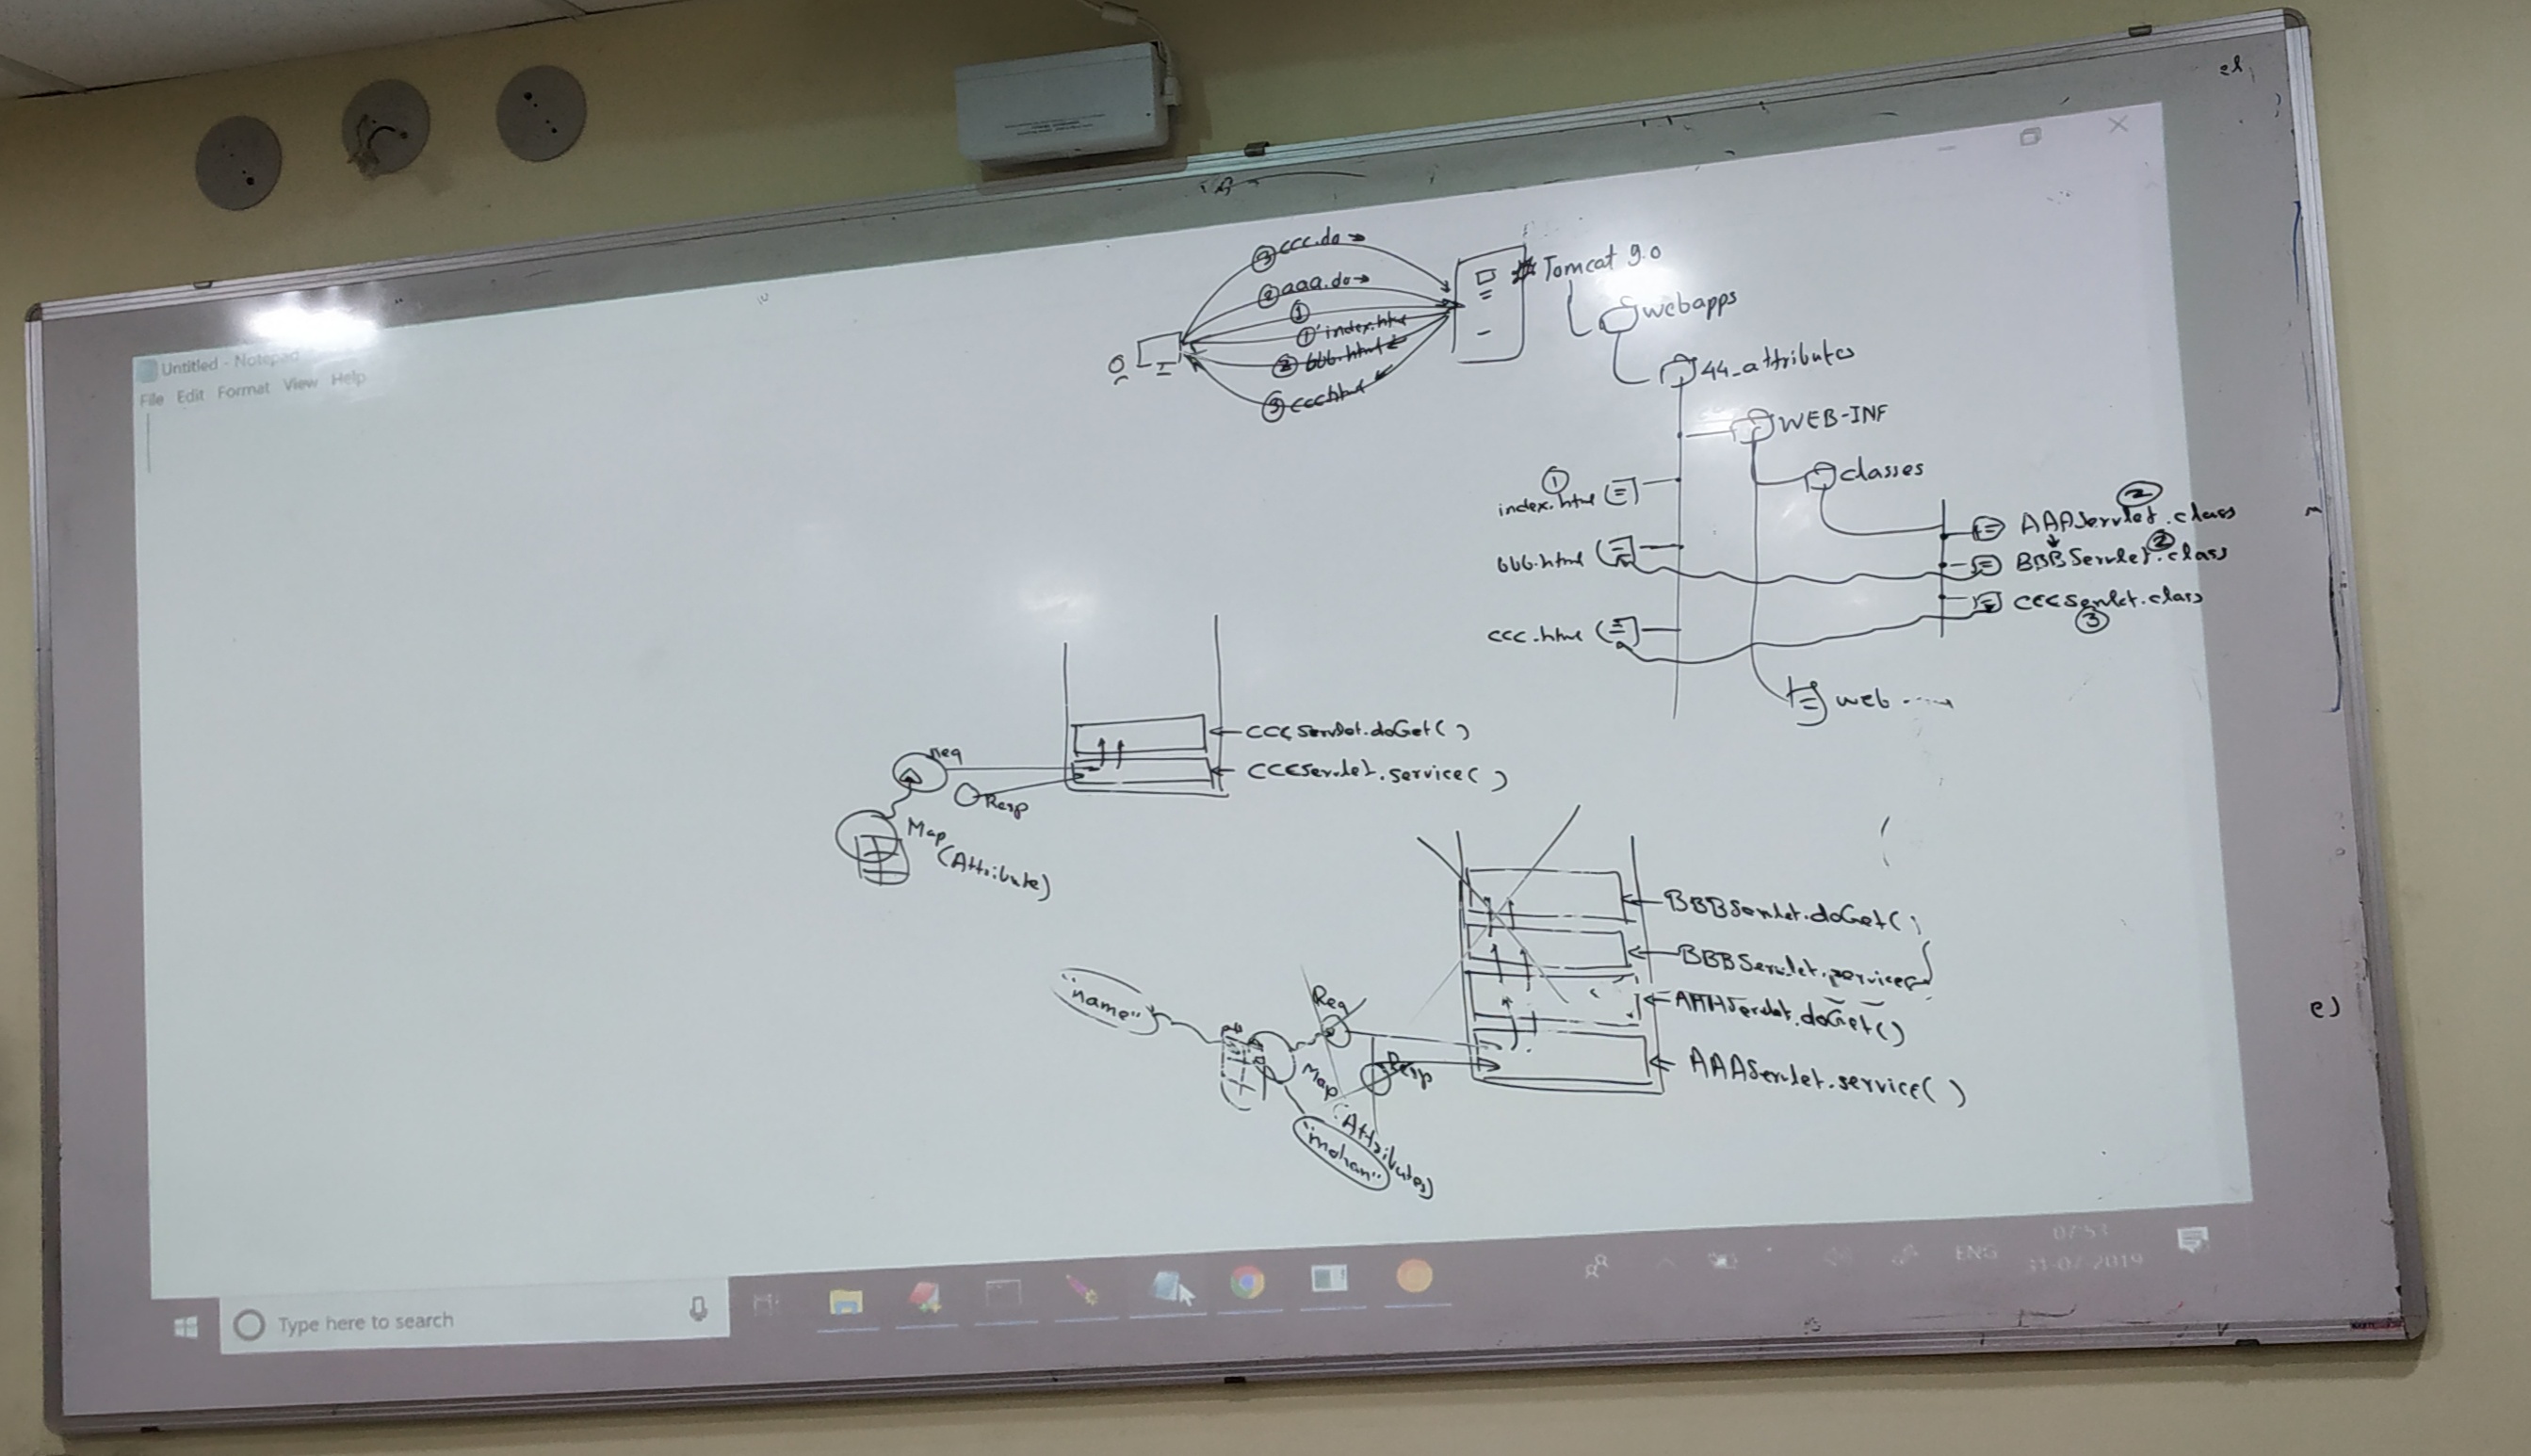 Untitled - Notepad
File Edit Format View Help
③ ccc.do →
② aaa.do →
①
①' index.html
② bbb.html
③ ccc.html
Tomcat 9.0
webapps
44_attributes
WEB-INF
classes
①
index.html
bbb.html
ccc.html
②
AAAServlet.class
②
BBBServlet.class
CCCServlet.class
③
web
CCCServlet.doGet()
CCCServlet.service()
Req
Resp
Map
(Attribute)
BBBServlet.doGet()
BBBServlet.service
AAAServlet.doGet()
AAAServlet.service()
"name"
Req
Resp
Map
(Attributes)
"mohan"
e)
Type here to search
ENG
07:53
31-07-2019